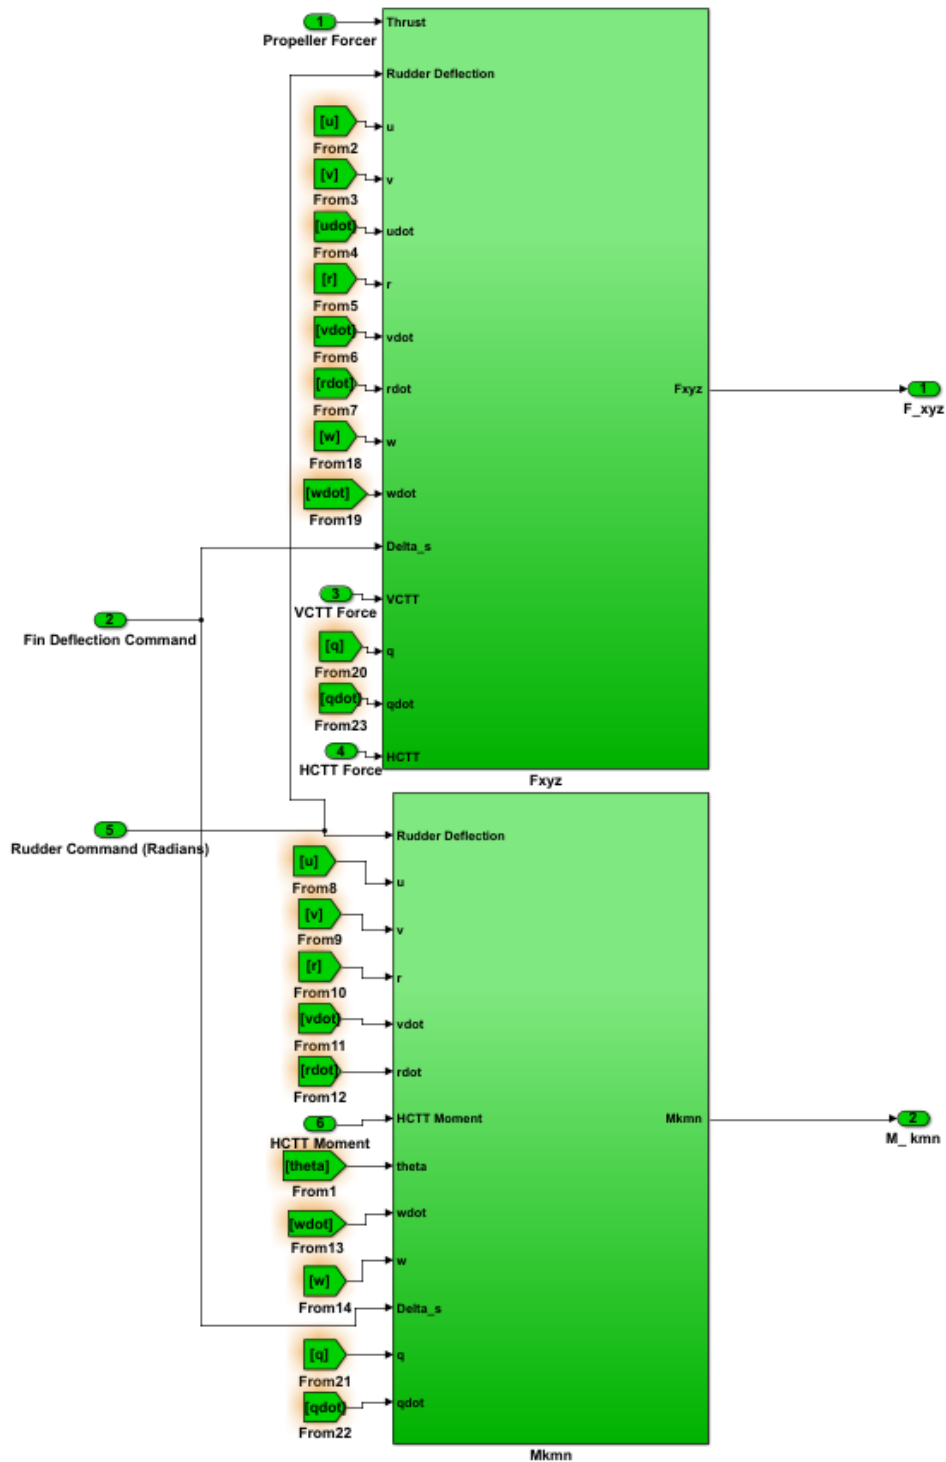 1 Thrust
Propeller Forcer
Rudder Deflection
[u] u
From2
[v] v
From3
[udot] udot
From4
[r] r
From5
[vdot] vdot
From6
[rdot] rdot
From7
Fxyz 1
F_xyz
[w] w
From18
[wdot] wdot
From19
Delta_s
3 VCTT
VCTT Force
2
Fin Deflection Command
[q] q
From20
[qdot] qdot
From23
4 HCTT
HCTT Force
Fxyz
5 Rudder Deflection
Rudder Command (Radians)
[u] u
From8
[v] v
From9
[r] r
From10
[vdot] vdot
From11
[rdot] rdot
From12
6 HCTT Moment
HCTT Moment
Mkmn 2
M_ kmn
[theta] theta
From1
[wdot] wdot
From13
[w] w
From14
Delta_s
[q] q
From21
[qdot] qdot
From22
Mkmn